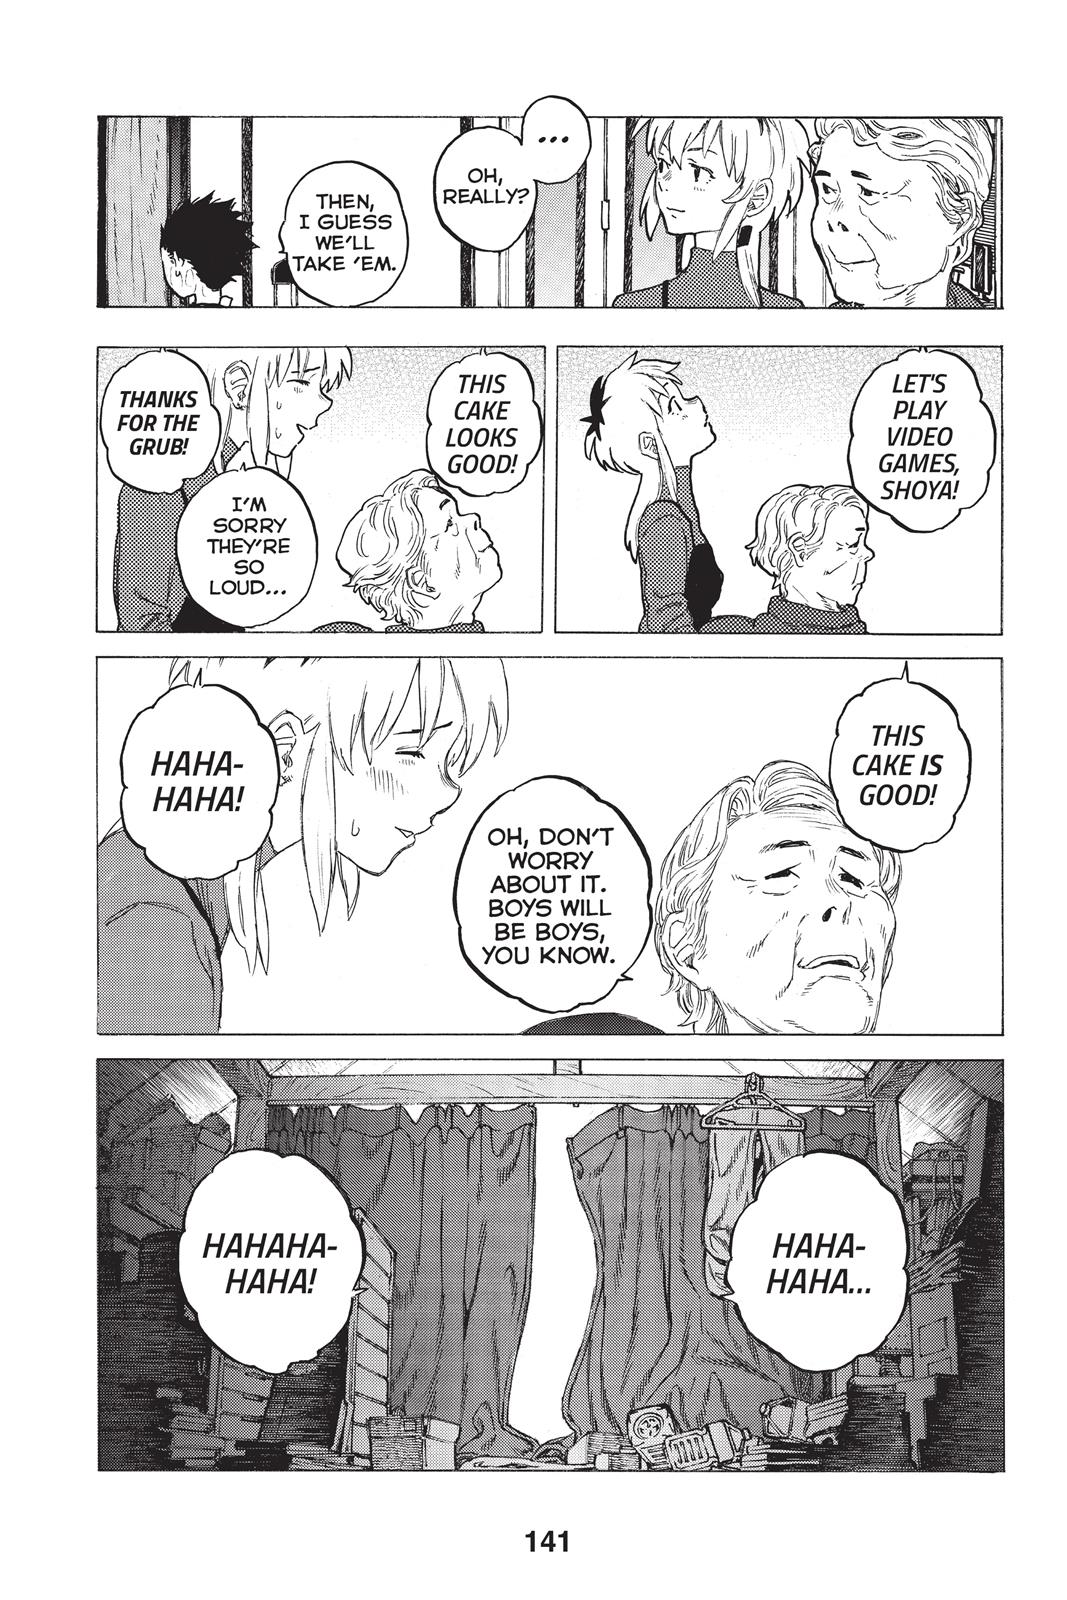 ...
OH,
REALLY?
THEN,
I GUESS
WE'LL
TAKE 'EM.
LET'S
PLAY
VIDEO
GAMES,
SHOYA!
THIS
CAKE
LOOKS
GOOD!
THANKS
FOR THE
GRUB!
I'M
SORRY
THEY'RE
SO
LOUD...
THIS
CAKE IS
GOOD!
OH, DON'T
WORRY
ABOUT IT.
BOYS WILL
BE BOYS,
YOU KNOW.
HAHA-
HAHA!
HAHA-
HAHA...
HAHAHA-
HAHA!
141